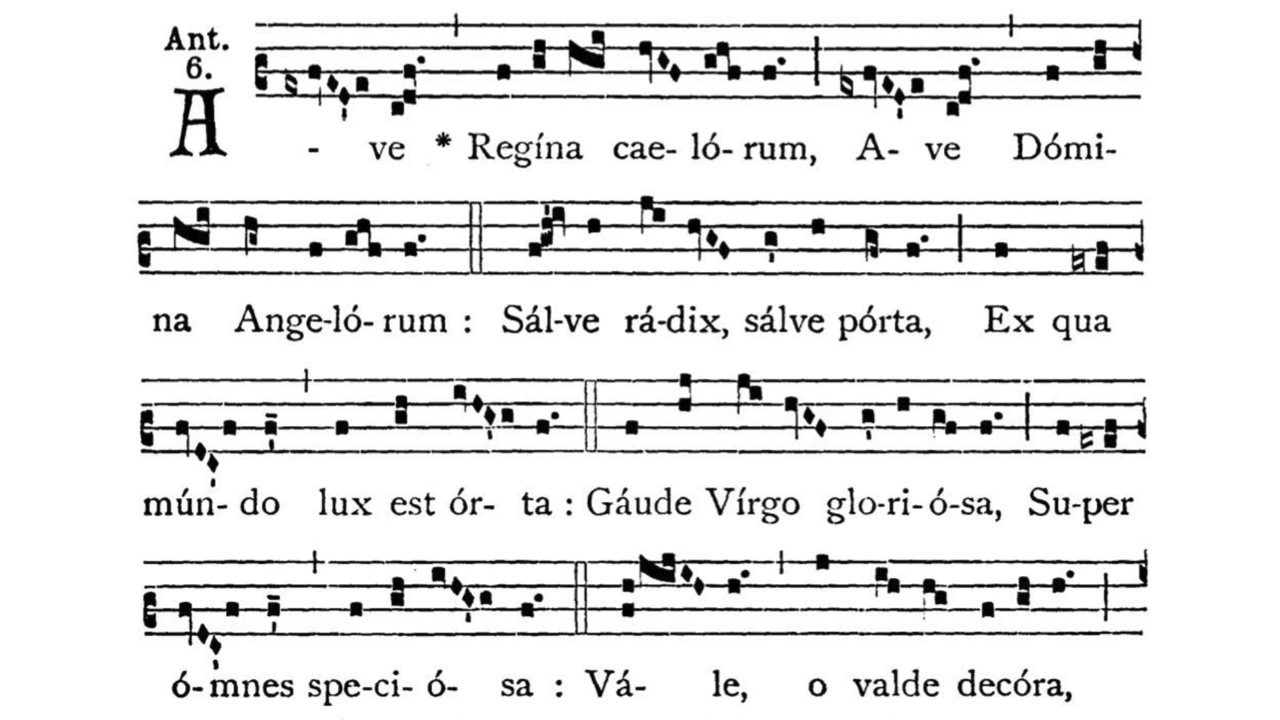 Ant.
6.
A - ve * Regína cae- ló- rum, A- ve Dómi-
na Ange-ló- rum : Sál-ve rá-dix, sálve pórta, Ex qua
mún- do lux est ór- ta : Gáude Vírgo glo-ri-ó-sa, Su-per
ó-mnes spe-ci- ó- sa : Vá- le, o valde decóra,